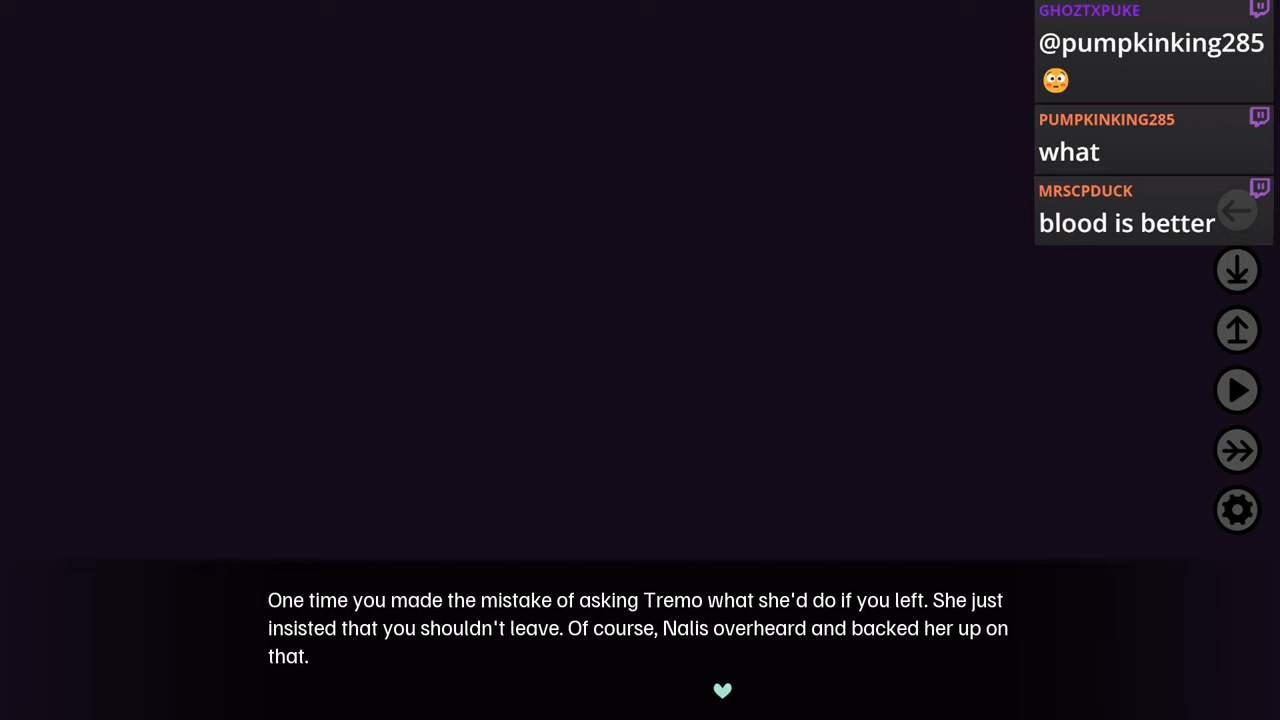 GHOZTXPUKE
@pumpkinking285
😳
PUMPKINKING285
what
MRSCPDUCK
blood is better
One time you made the mistake of asking Tremo what she'd do if you left. She just
insisted that you shouldn't leave. Of course, Nalis overheard and backed her up on
that.